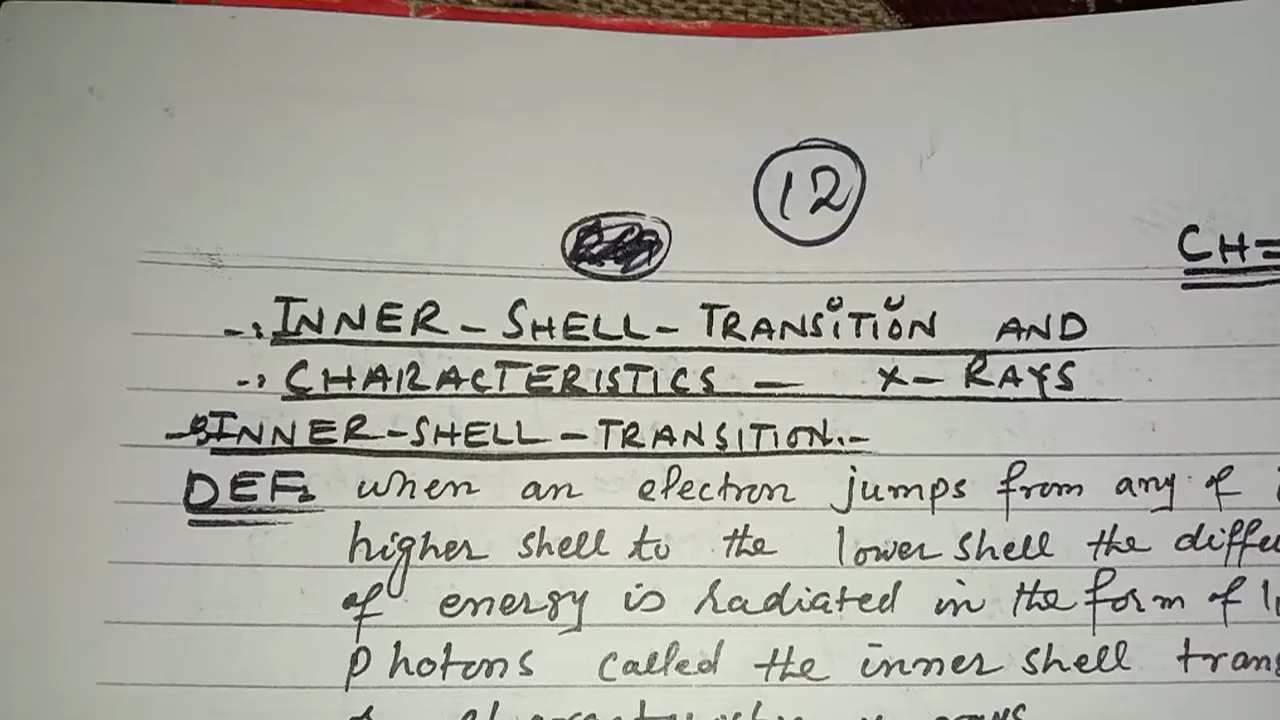 12
CH=
-: INNER-SHELL-TRANSITION AND
-: CHARACTERISTICS - X-RAYS
INNER-SHELL-TRANSITION:-
DEF: when an electron jumps from any of
higher shell to the lower shell the diffe
of energy is radiated in the form of
photons called the inner shell trans